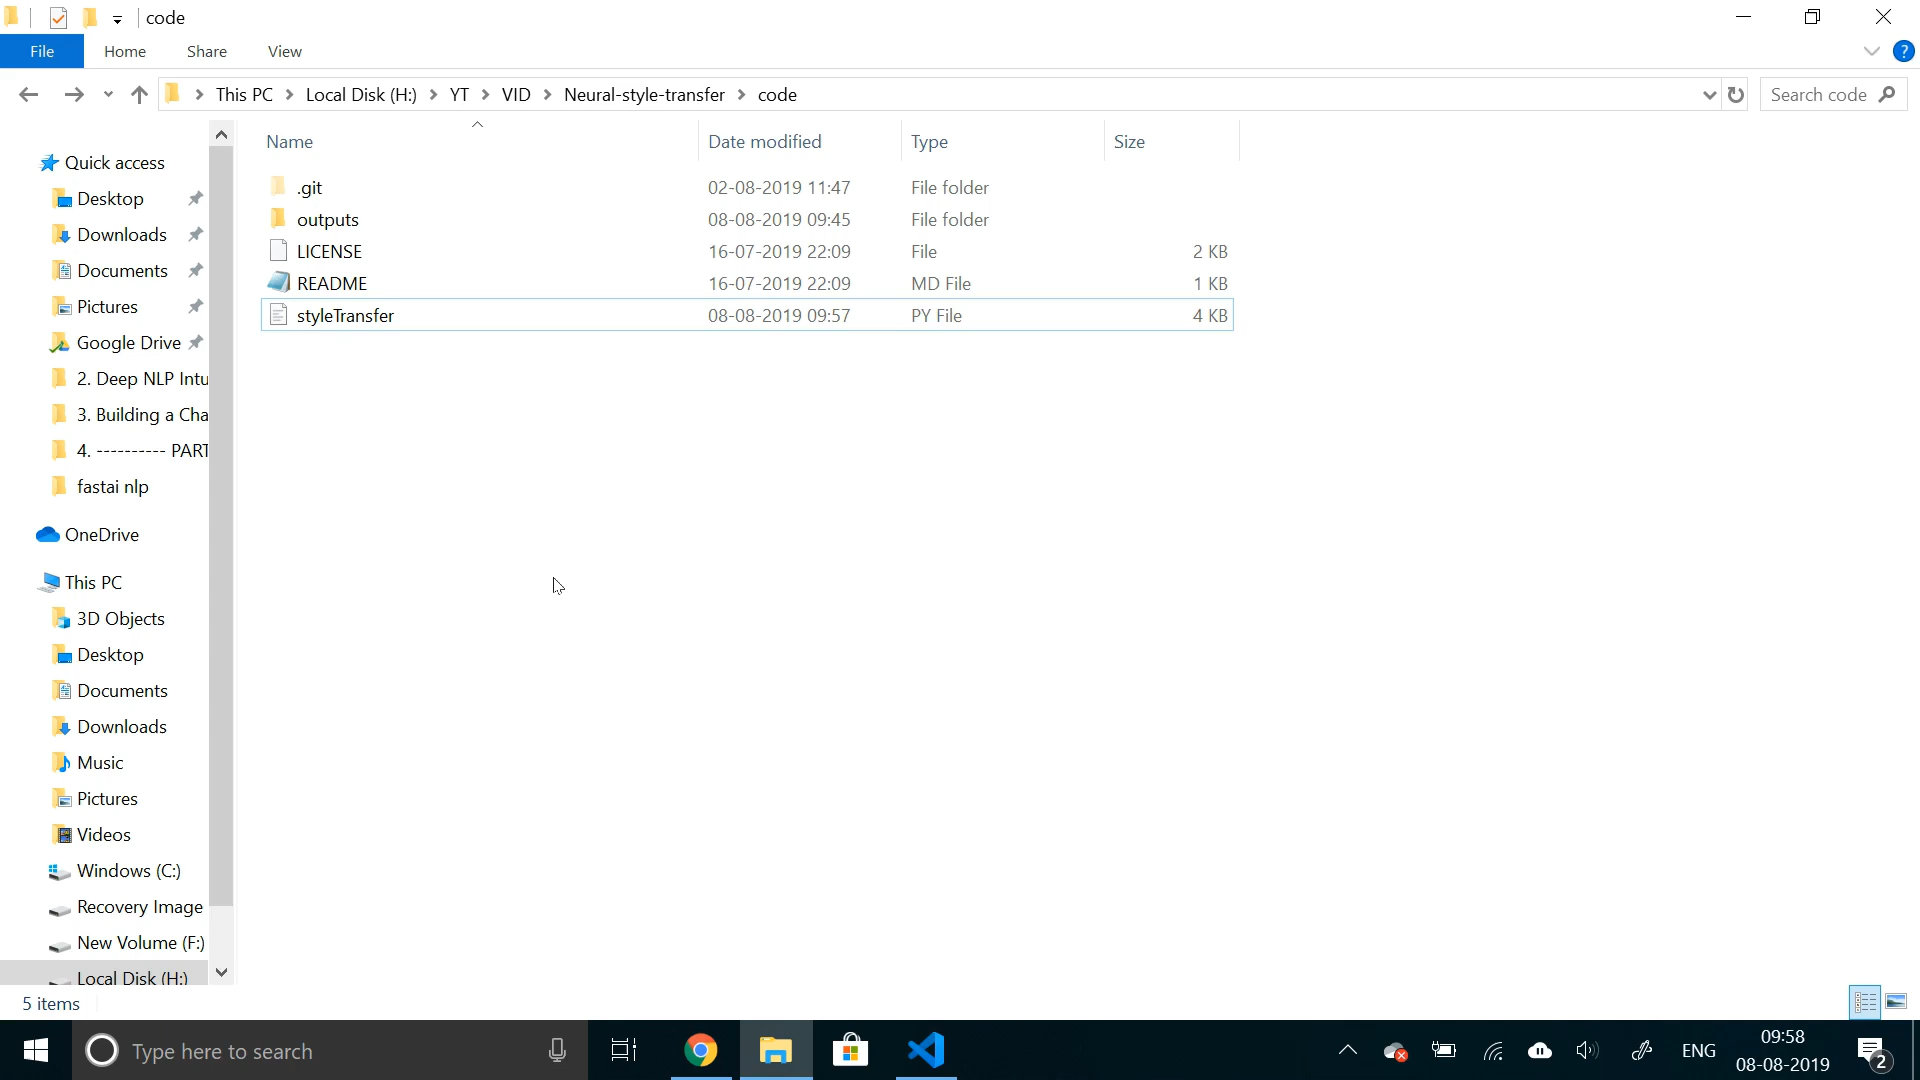 code
File Home Share View
This PC Local Disk (H:) YT VID Neural-style-transfer code
Search code
Name Date modified Type Size
.git 02-08-2019 11:47 File folder
outputs 08-08-2019 09:45 File folder
LICENSE 16-07-2019 22:09 File 2 KB
README 16-07-2019 22:09 MD File 1 KB
styleTransfer 08-08-2019 09:57 PY File 4 KB
Quick access
Desktop
Downloads
Documents
Pictures
Google Drive
2. Deep NLP Intu
3. Building a Cha
4. ---------- PART
fastai nlp
OneDrive
This PC
3D Objects
Desktop
Documents
Downloads
Music
Pictures
Videos
Windows (C:)
Recovery Image
New Volume (F:)
Local Disk (H:)
5 items
Type here to search
ENG
09:58
08-08-2019
2